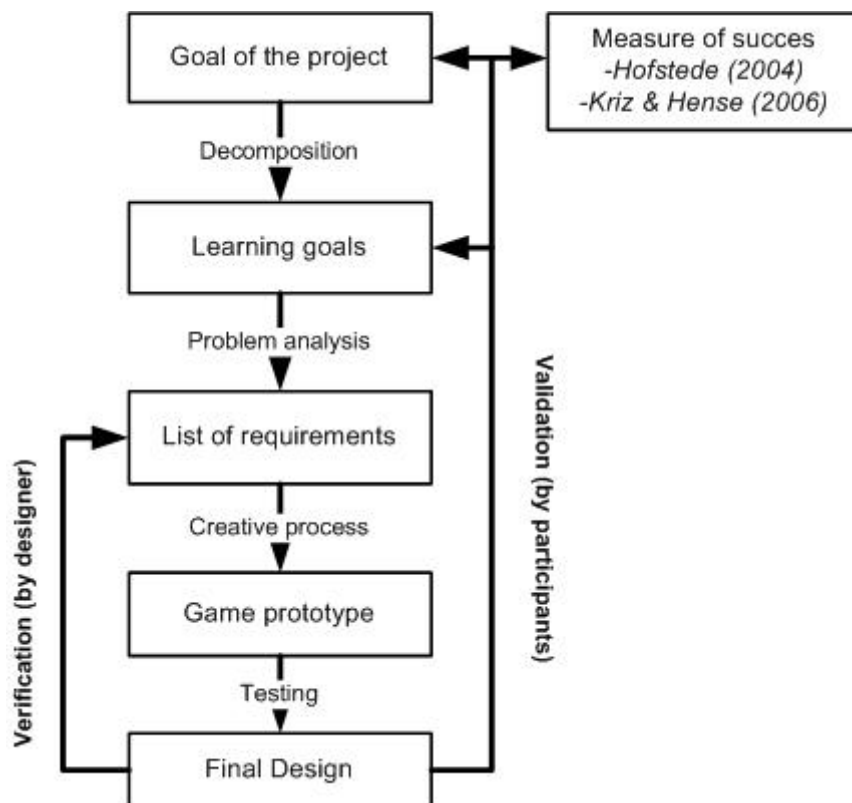 Goal of the project
Measure of succes
-Hofstede (2004)
-Kriz & Hense (2006)
Decomposition
Learning goals
Problem analysis
List of requirements
Creative process
Game prototype
Testing
Final Design
Verification (by designer)
Validation (by participants)